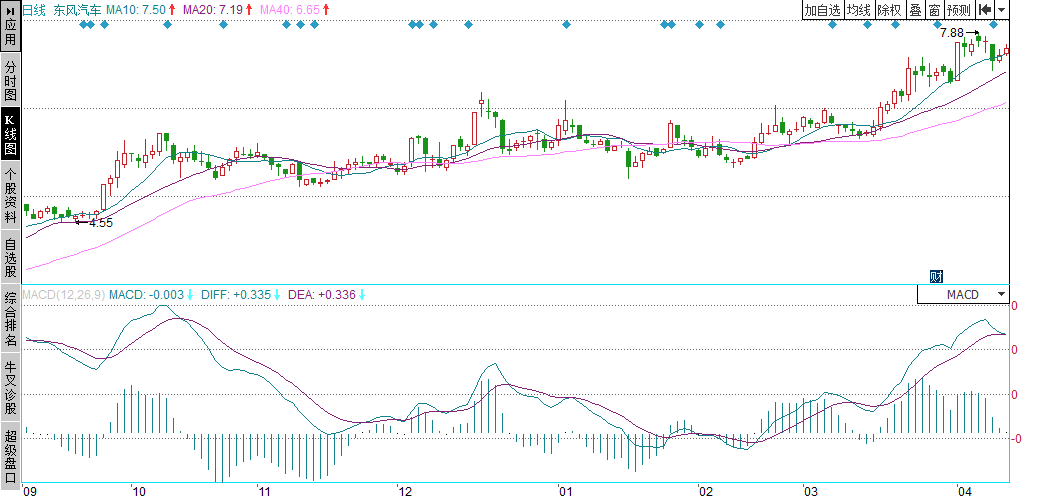 应用
分时图
K线图
个股资料
自选股
综合排名
牛叉诊股
超级盘口
日线 东风汽车 MA10: 7.50 MA20: 7.19 MA40: 6.65
加自选 均线 除权 叠 窗 预测
7.88
4.55
财
MACD(12,26,9) MACD: -0.003 DIFF: +0.335 DEA: +0.336
MACD
0
0
0
-0
09 10 11 12 01 02 03 04